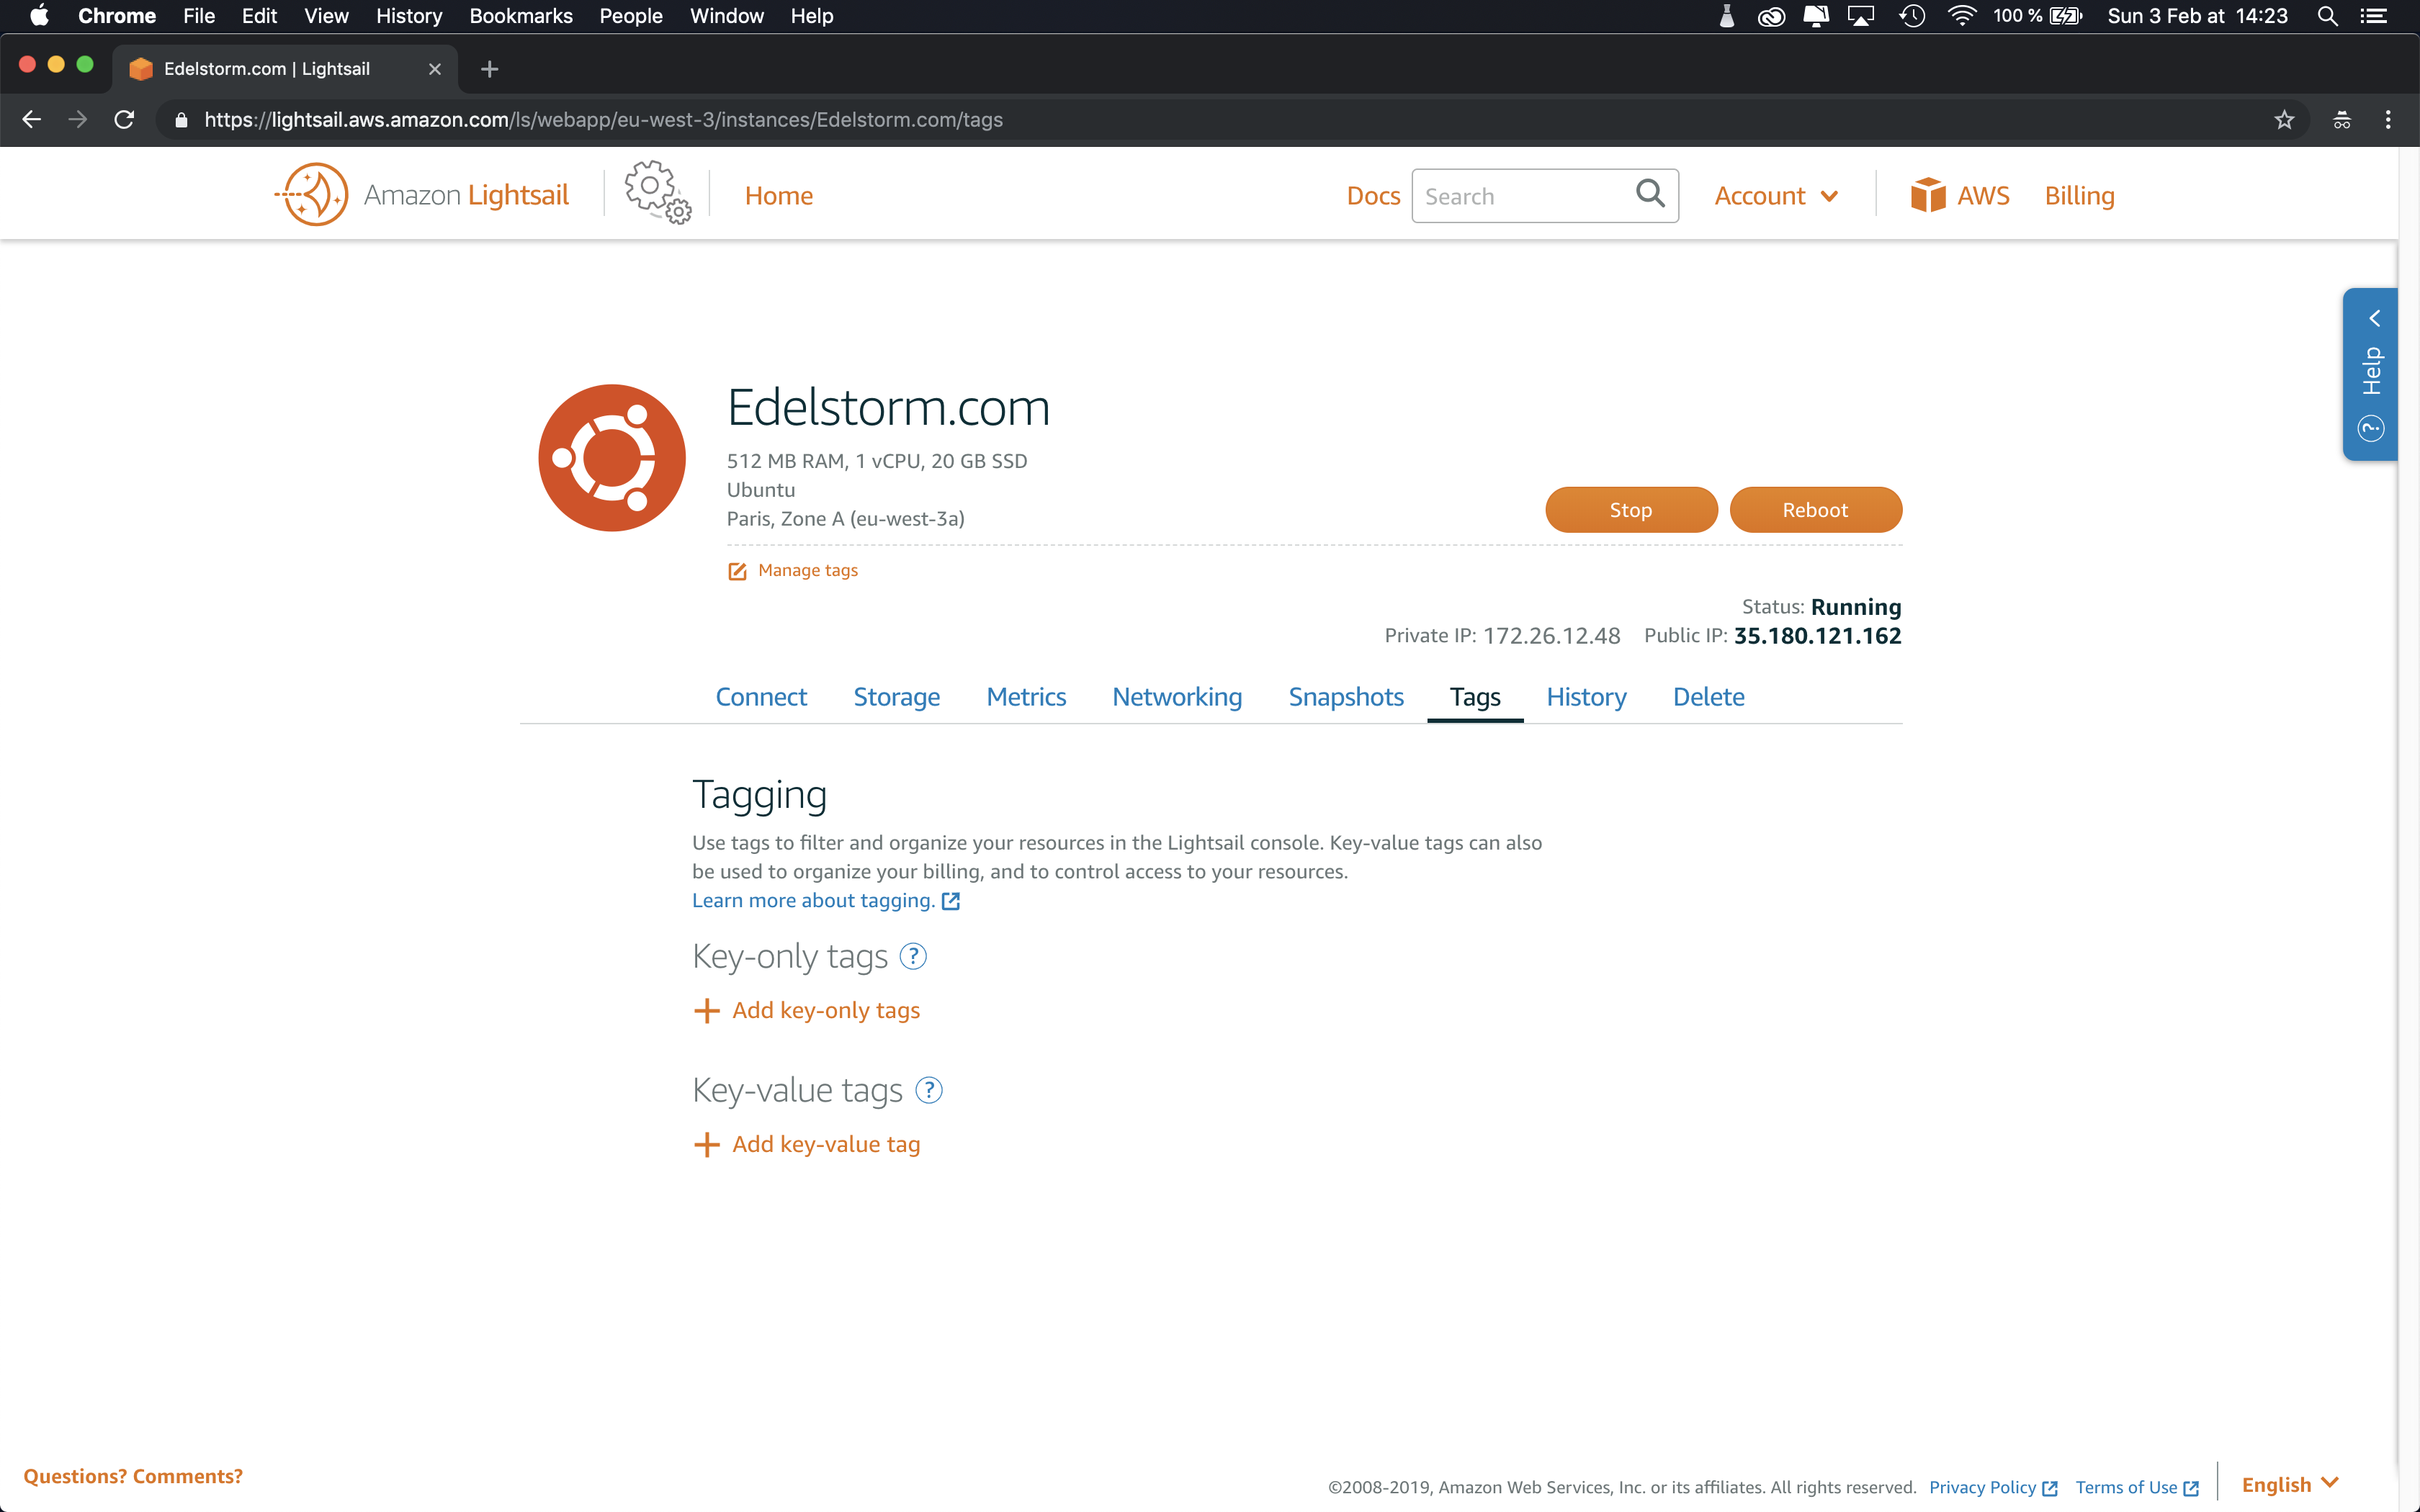 Chrome File Edit View History Bookmarks People Window Help 100 % Sun 3 Feb at 14:23
Edelstorm.com | Lightsail
https://lightsail.aws.amazon.com/ls/webapp/eu-west-3/instances/Edelstorm.com/tags
Amazon Lightsail Home Docs Search Account AWS Billing
Help
Edelstorm.com
512 MB RAM, 1 vCPU, 20 GB SSD
Ubuntu
Paris, Zone A (eu-west-3a)
Stop Reboot
Manage tags
Status: Running
Private IP: 172.26.12.48 Public IP: 35.180.121.162
Connect Storage Metrics Networking Snapshots Tags History Delete
Tagging
Use tags to filter and organize your resources in the Lightsail console. Key-value tags can also
be used to organize your billing, and to control access to your resources.
Learn more about tagging.
Key-only tags ?
+ Add key-only tags
Key-value tags ?
+ Add key-value tag
Questions? Comments?
©2008-2019, Amazon Web Services, Inc. or its affiliates. All rights reserved. Privacy Policy Terms of Use English